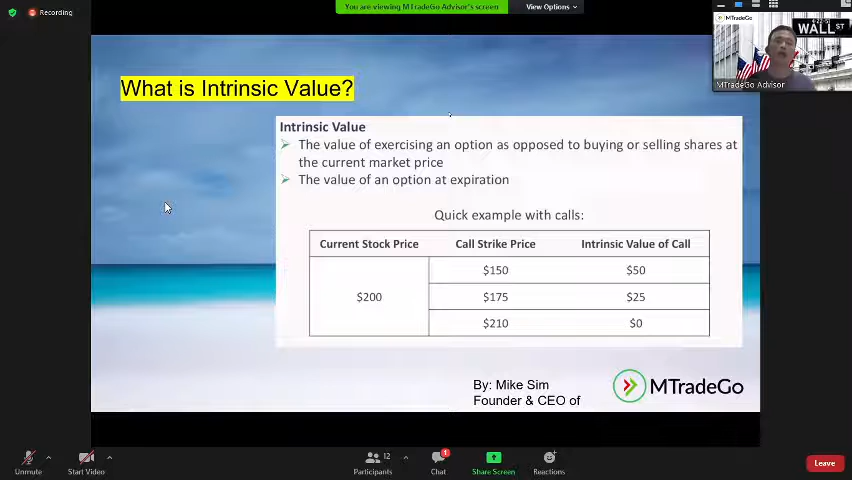 Recording
You are viewing MTradeGo Advisor's screen
View Options
MTradeGo
WALL ST
MTradeGo Advisor
What is Intrinsic Value?
Intrinsic Value
The value of exercising an option as opposed to buying or selling shares at
the current market price
The value of an option at expiration
Quick example with calls:
Current Stock Price Call Strike Price Intrinsic Value of Call
$150 $50
$200 $175 $25
$210 $0
By: Mike Sim
Founder & CEO of
MTradeGo
12
1
Unmute Start Video Participants Chat Share Screen Reactions Leave